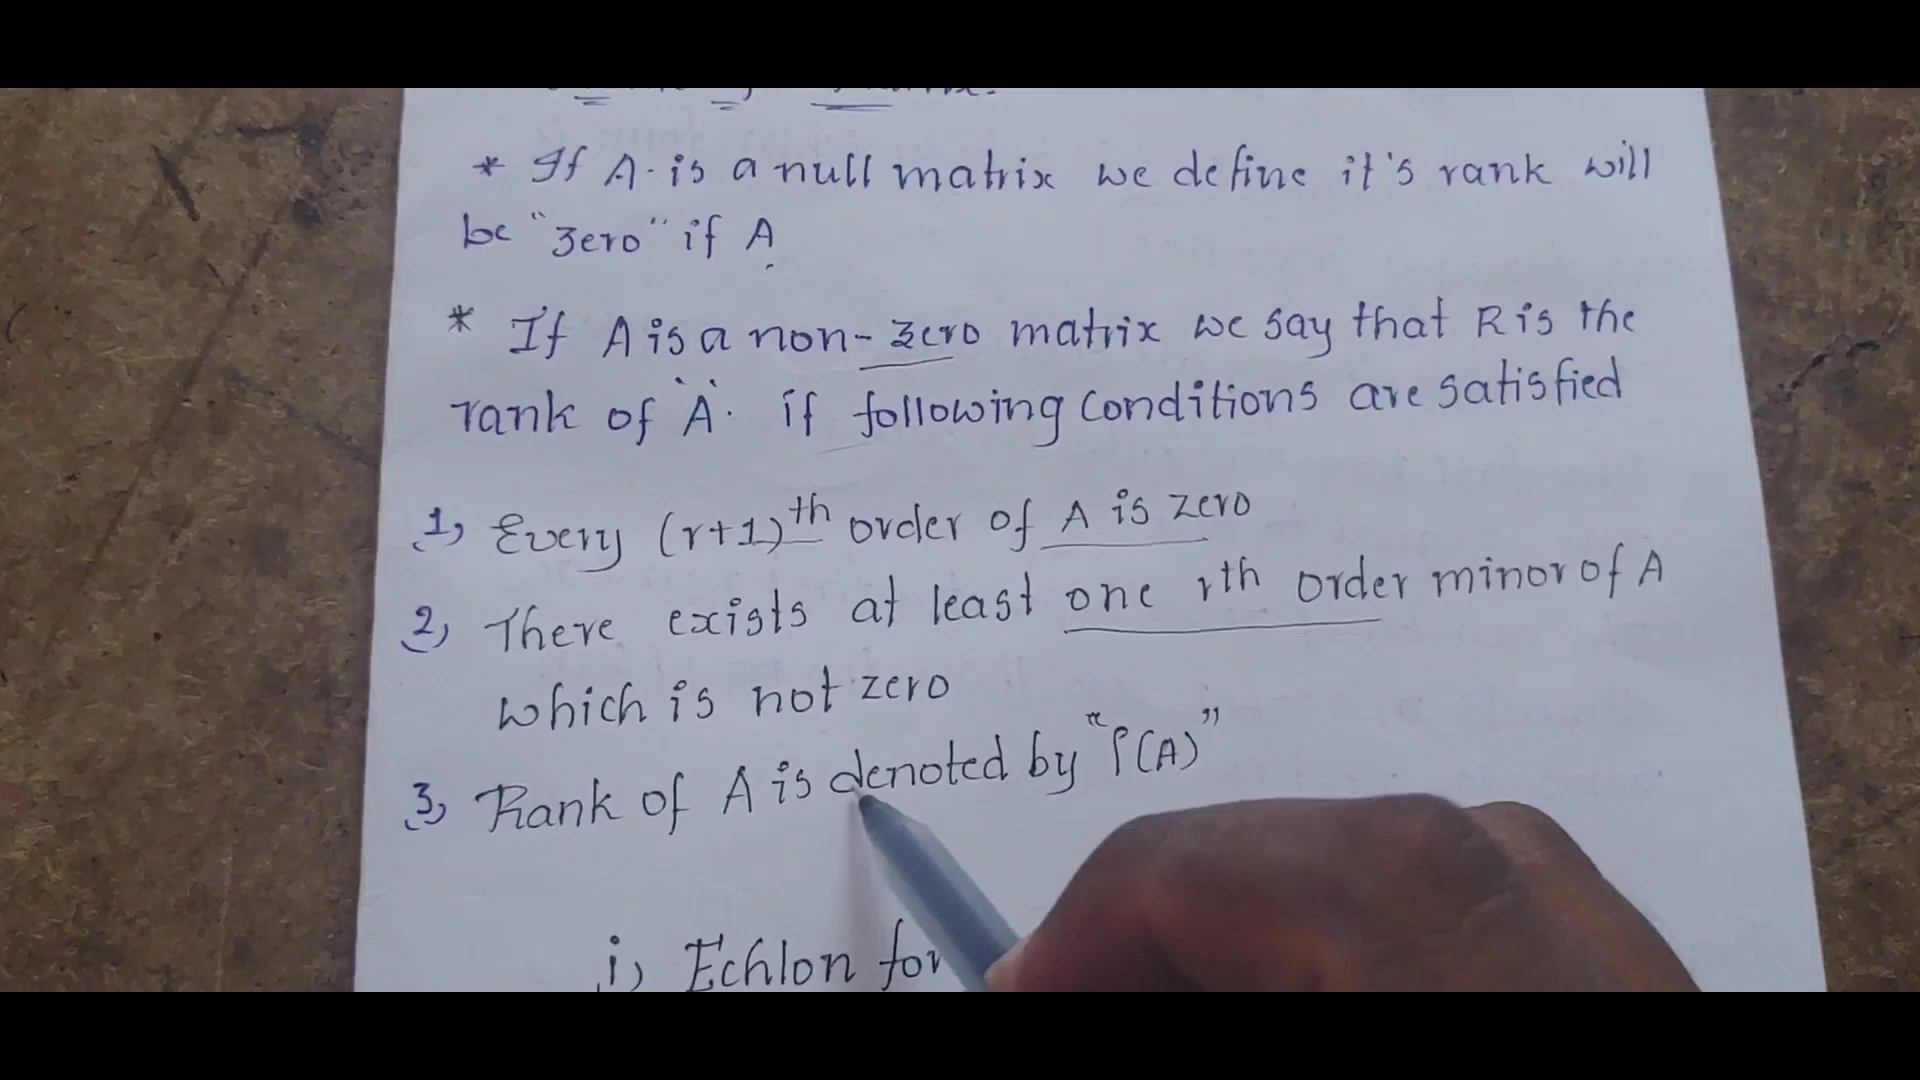 * If A is a null matrix we define it's rank will
be "zero" if A
* If A is a non-zero matrix we say that R is the
rank of A. if following conditions are satisfied
1) Every (r+1)th order of A is zero
2) There exists at least one rth order minor of A
which is not zero
3) Rank of A is denoted by "ρ(A)"
i) Echlon for